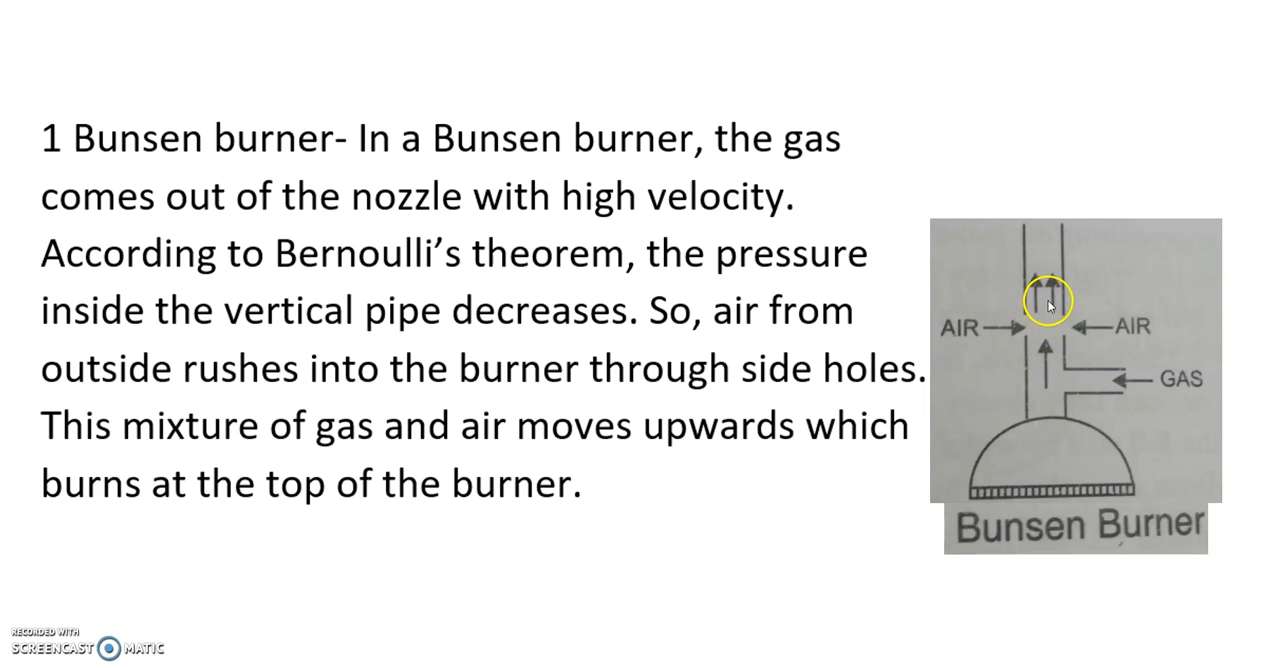 1 Bunsen burner- In a Bunsen burner, the gas
comes out of the nozzle with high velocity.
According to Bernoulli’s theorem, the pressure
inside the vertical pipe decreases. So, air from
outside rushes into the burner through side holes.
This mixture of gas and air moves upwards which
burns at the top of the burner.
AIR AIR
GAS
Bunsen Burner
RECORDED WITH
SCREENCAST MATIC